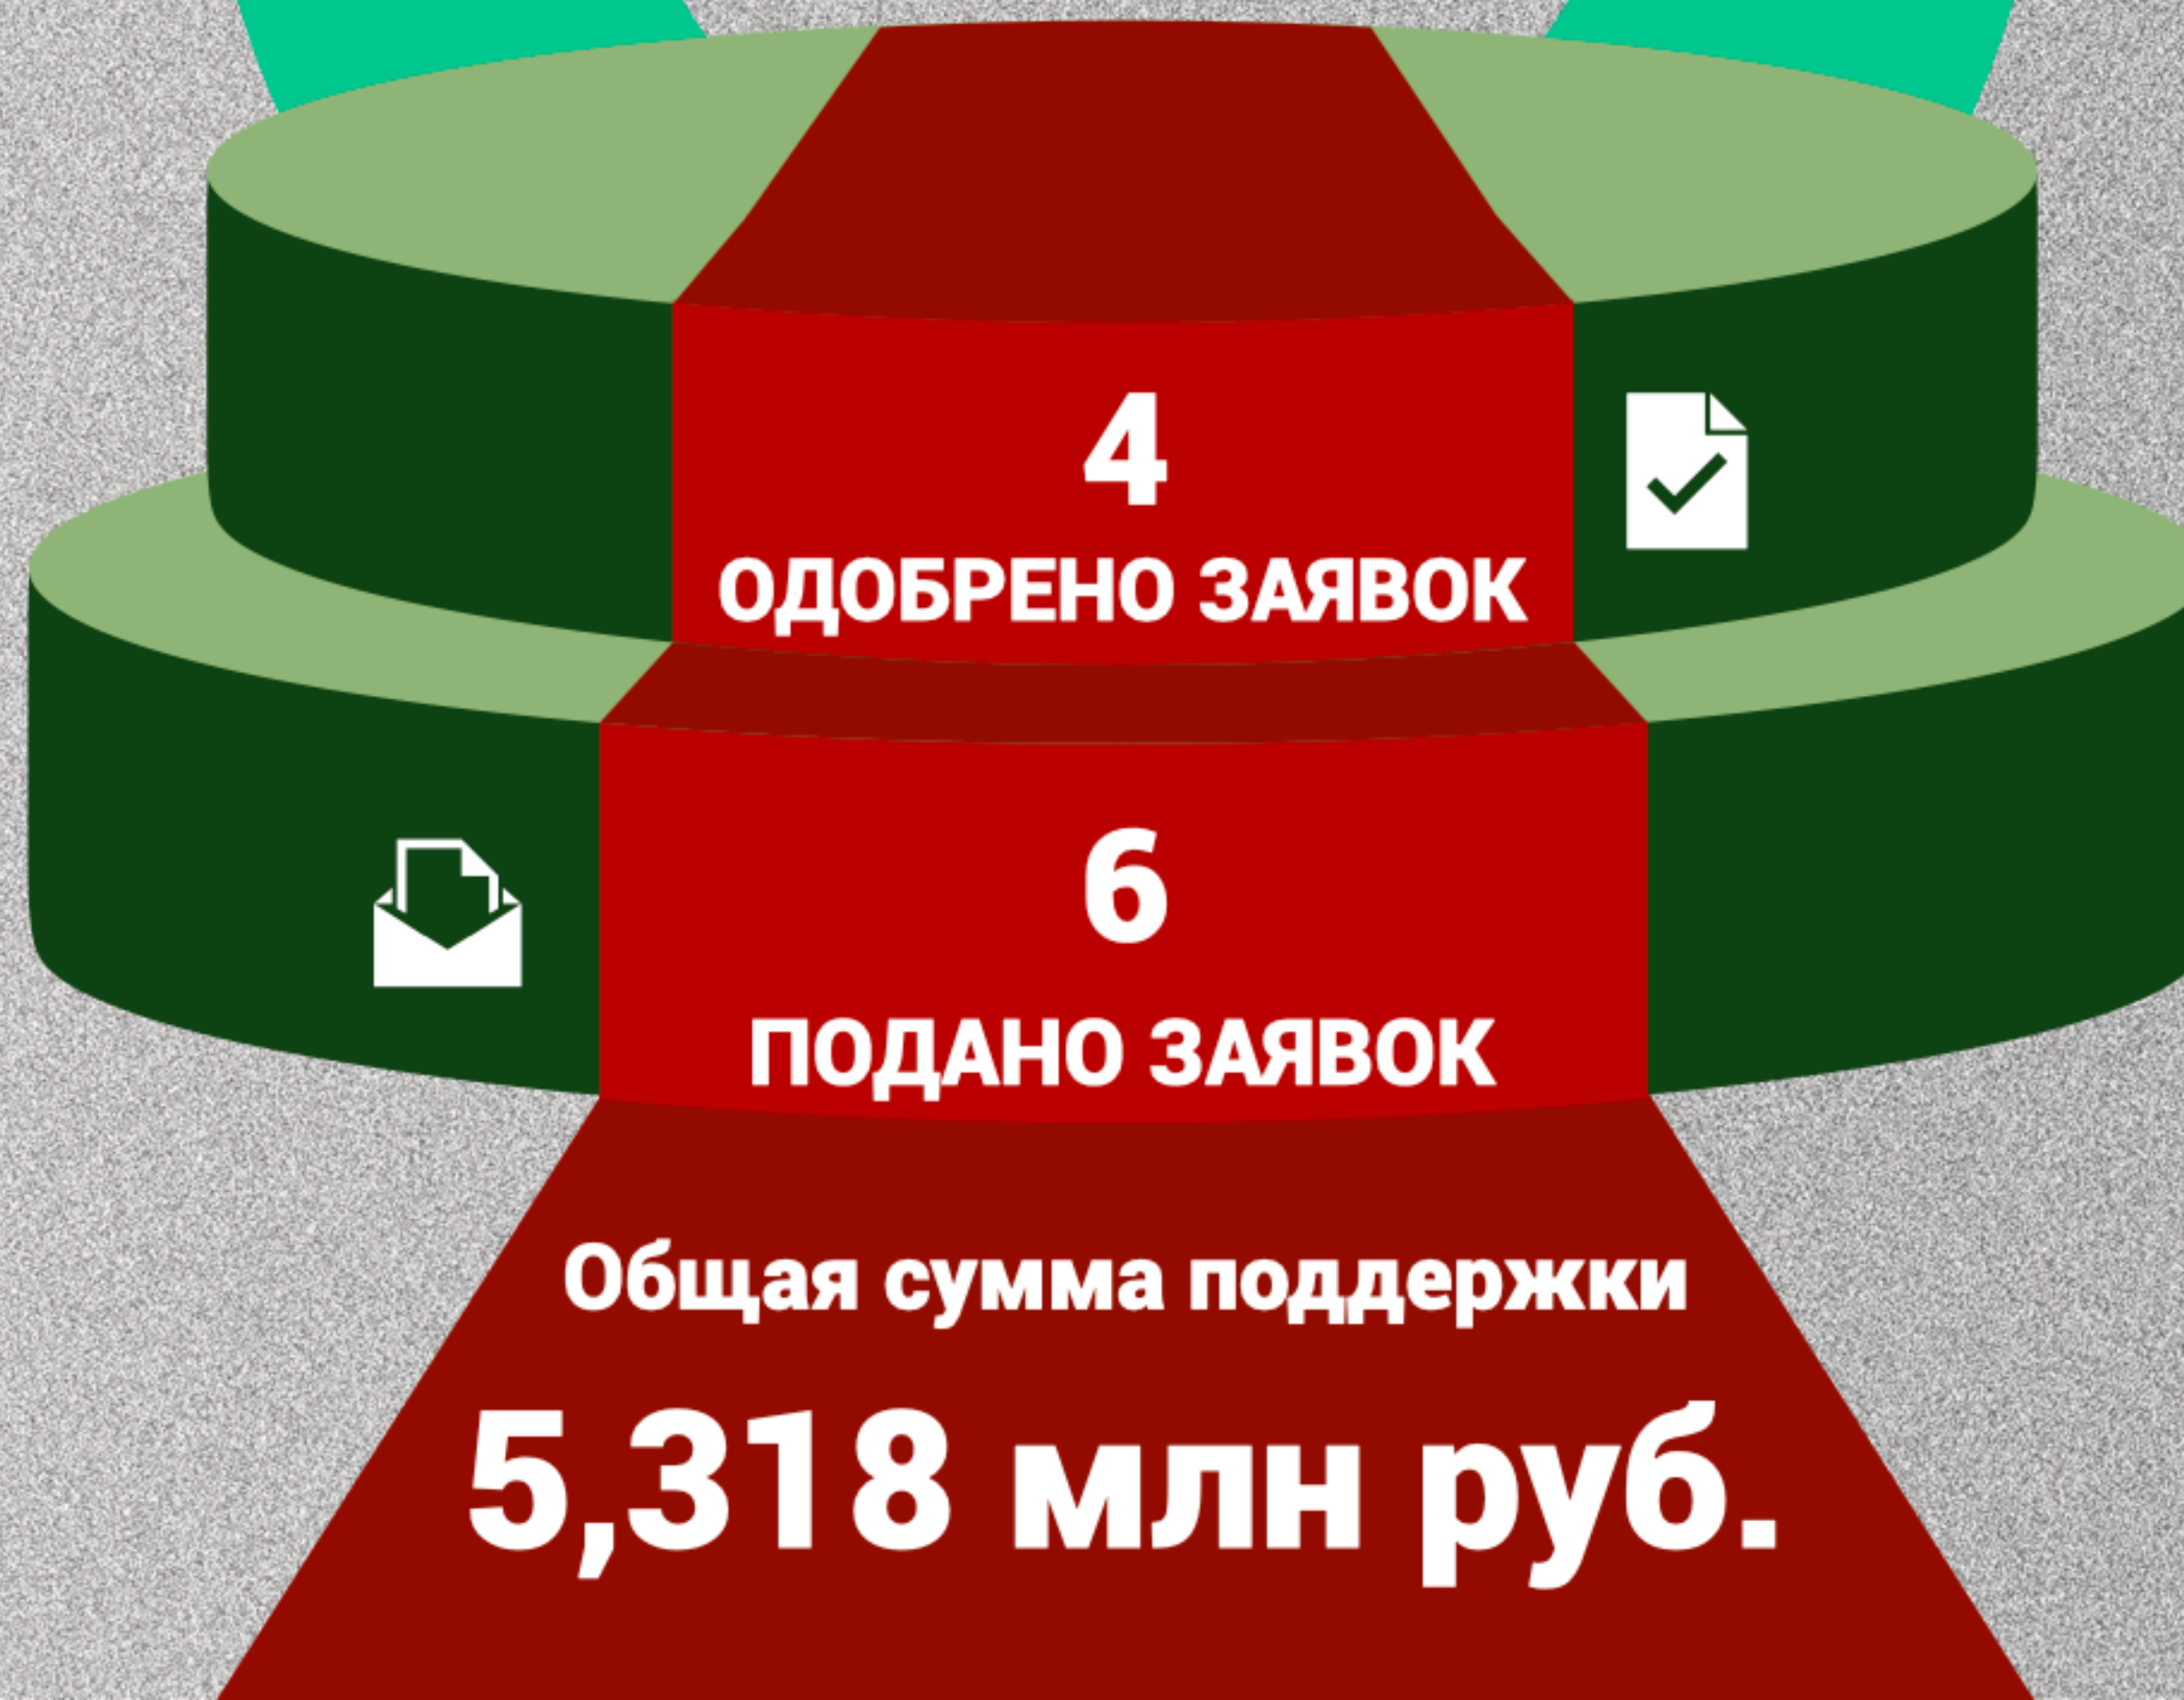 4
ОДОБРЕНО ЗАЯВОК
6
ПОДАНО ЗАЯВОК
Общая сумма поддержки
5,318 млн руб.